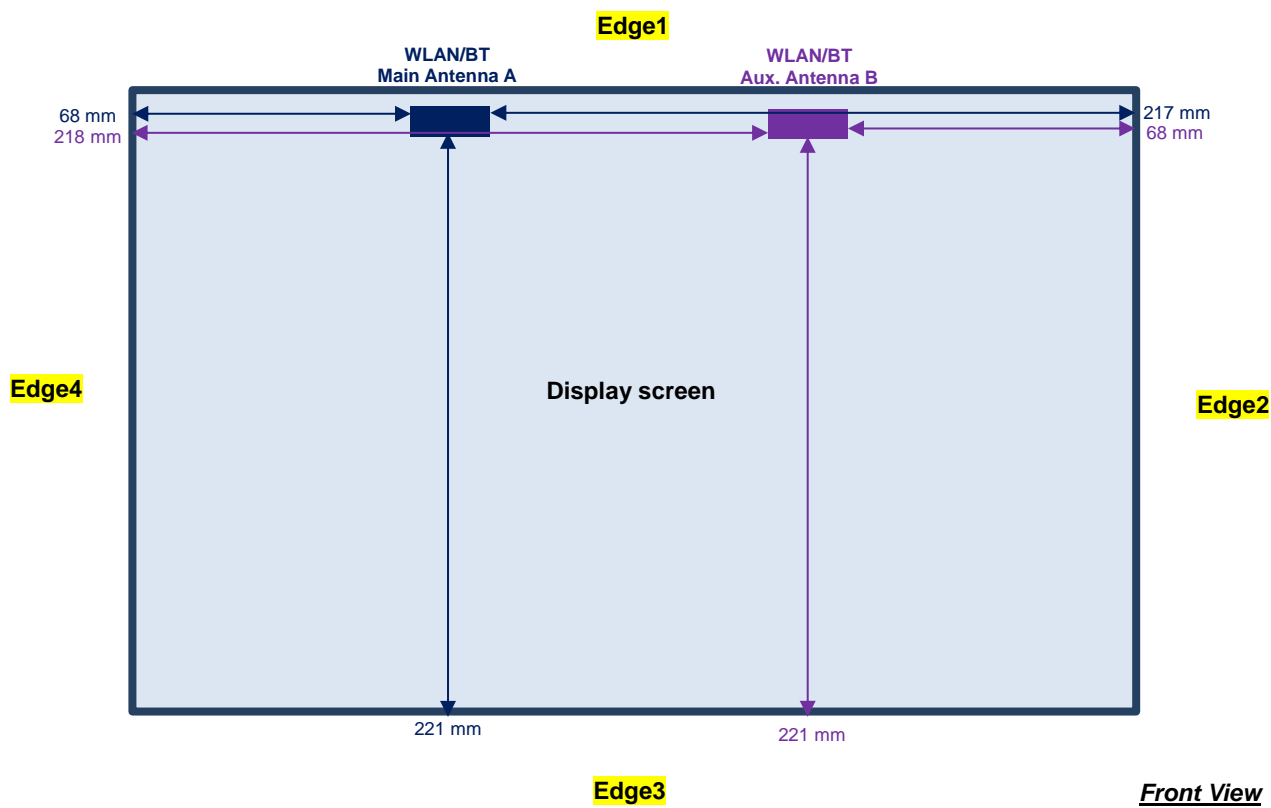 Edge1
WLAN/BT
Main Antenna A
WLAN/BT
Aux. Antenna B
68 mm
218 mm
217 mm
68 mm
Edge4
Display screen
Edge2
221 mm
221 mm
Edge3
Front View